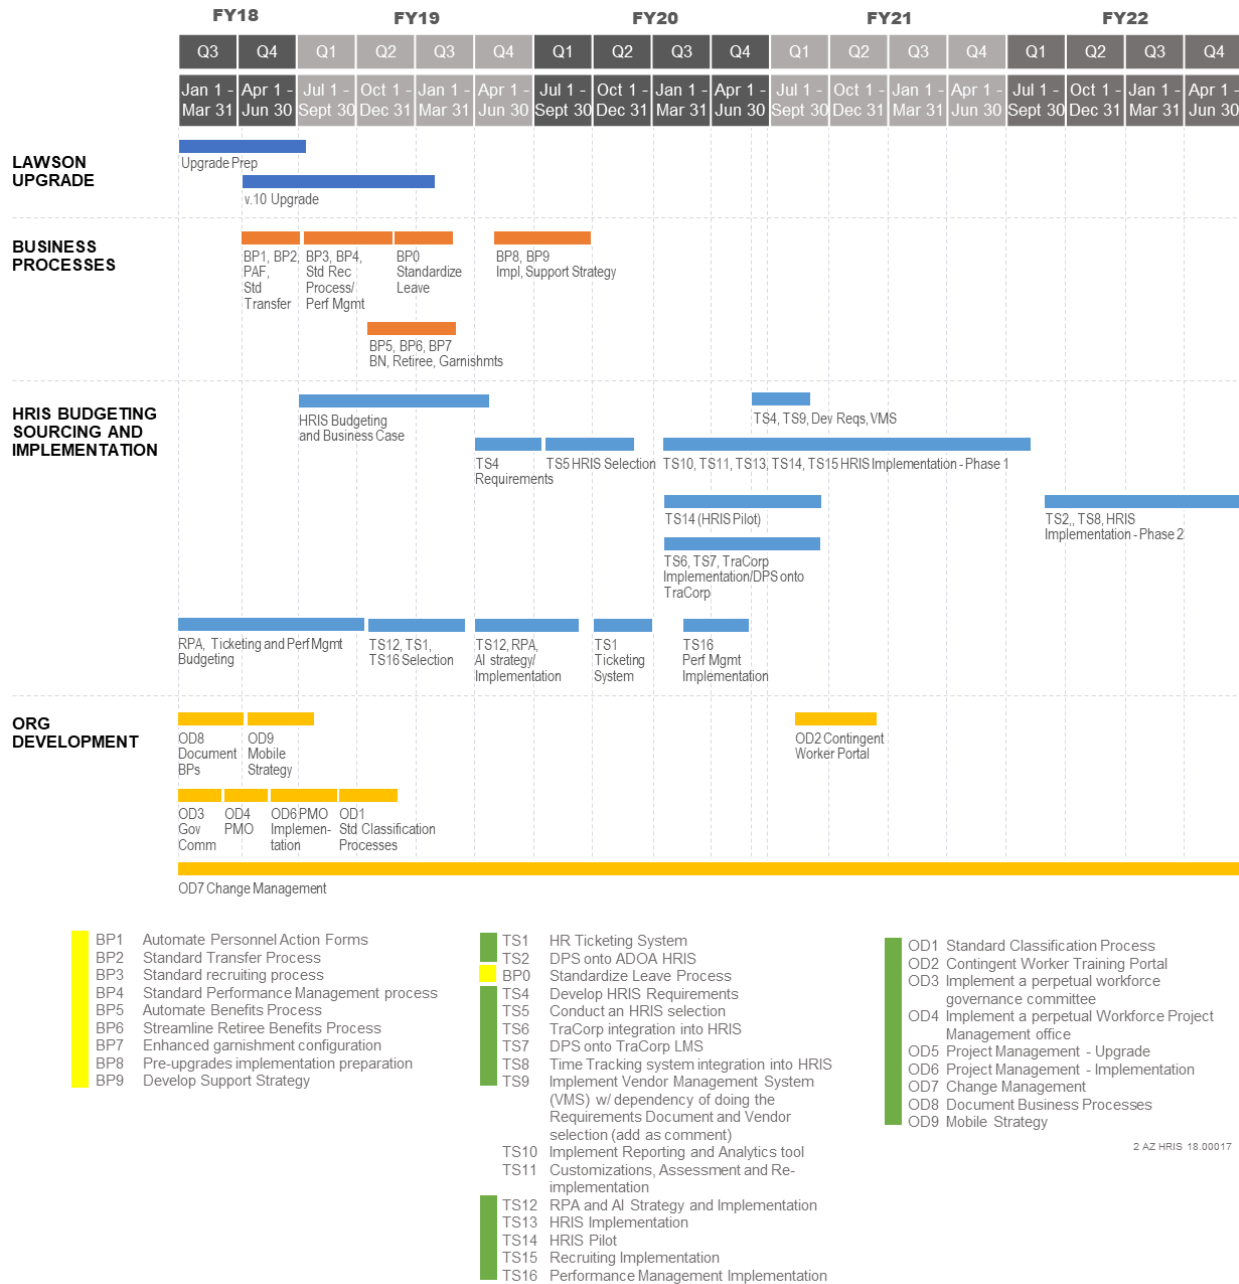 FY18 FY19 FY20 FY21 FY22
Q3 Q4 Q1 Q2 Q3 Q4 Q1 Q2 Q3 Q4 Q1 Q2 Q3 Q4 Q1 Q2 Q3 Q4
Jan 1 - Apr 1 - Jul 1 - Oct 1 - Jan 1 - Apr 1 - Jul 1 - Oct 1 - Jan 1 - Apr 1 - Jul 1 - Oct 1 - Jan 1 - Apr 1 - Jul 1 - Oct 1 - Jan 1 - Apr 1 -
Mar 31 Jun 30 Sept 30 Dec 31 Mar 31 Jun 30 Sept 30 Dec 31 Mar 31 Jun 30 Sept 30 Dec 31 Mar 31 Jun 30 Sept 30 Dec 31 Mar 31 Jun 30
LAWSON
UPGRADE
Upgrade Prep
v.10 Upgrade
BUSINESS
PROCESSES
BP1, BP2,
PAF,
Std
Transfer
BP3, BP4,
Std Rec
Process/
Perf Mgmt
BP0
Standardize
Leave
BP8, BP9
Impl, Support Strategy
BP5, BP6, BP7
BN, Retiree, Garnishmts
HRIS BUDGETING
SOURCING AND
IMPLEMENTATION
HRIS Budgeting
and Business Case
TS4, TS9, Dev Reqs, VMS
TS4
Requirements
TS5 HRIS Selection
TS10, TS11, TS13, TS14, TS15 HRIS Implementation - Phase 1
TS14 (HRIS Pilot)
TS2,, TS8, HRIS
Implementation - Phase 2
TS6, TS7, TraCorp
Implementation/DPS onto
TraCorp
RPA, Ticketing and Perf Mgmt
Budgeting
TS12, TS1,
TS16 Selection
TS12, RPA,
AI strategy/
Implementation
TS1
Ticketing
System
TS16
Perf Mgmt
Implementation
ORG
DEVELOPMENT
OD8
Document
BPs
OD9
Mobile
Strategy
OD2 Contingent
Worker Portal
OD3
Gov
Comm
OD4
PMO
OD6 PMO
Implemen-
tation
OD1
Std Classification
Processes
OD7 Change Management
BP1 Automate Personnel Action Forms
BP2 Standard Transfer Process
BP3 Standard recruiting process
BP4 Standard Performance Management process
BP5 Automate Benefits Process
BP6 Streamline Retiree Benefits Process
BP7 Enhanced garnishment configuration
BP8 Pre-upgrades implementation preparation
BP9 Develop Support Strategy
TS1 HR Ticketing System
TS2 DPS onto ADOA HRIS
BP0 Standardize Leave Process
TS4 Develop HRIS Requirements
TS5 Conduct an HRIS selection
TS6 TraCorp integration into HRIS
TS7 DPS onto TraCorp LMS
TS8 Time Tracking system integration into HRIS
TS9 Implement Vendor Management System
(VMS) w/ dependency of doing the
Requirements Document and Vendor
selection (add as comment)
TS10 Implement Reporting and Analytics tool
TS11 Customizations, Assessment and Re-
implementation
TS12 RPA and AI Strategy and Implementation
TS13 HRIS Implementation
TS14 HRIS Pilot
TS15 Recruiting Implementation
TS16 Performance Management Implementation
OD1 Standard Classification Process
OD2 Contingent Worker Training Portal
OD3 Implement a perpetual workforce
governance committee
OD4 Implement a perpetual Workforce Project
Management office
OD5 Project Management - Upgrade
OD6 Project Management - Implementation
OD7 Change Management
OD8 Document Business Processes
OD9 Mobile Strategy
2 AZ HRIS 18.00017